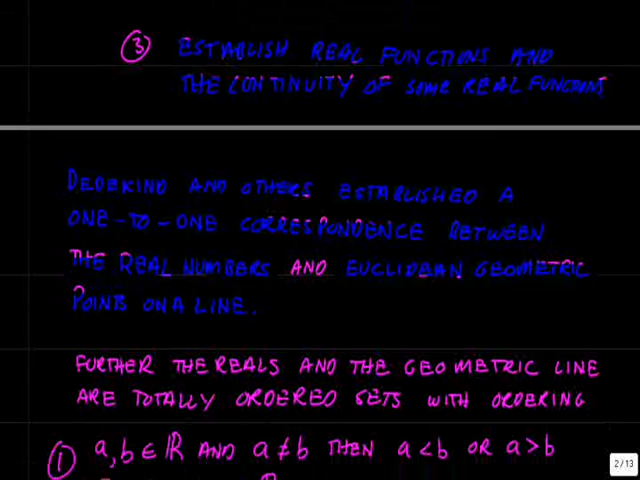 ③ ESTABLISH REAL FUNCTIONS AND
THE CONTINUITY OF SOME REAL FUNCTIONS
DEDEKIND AND OTHERS ESTABLISHED A
ONE-TO-ONE CORRESPONDENCE BETWEEN
THE REAL NUMBERS AND EUCLIDEAN GEOMETRIC
POINTS ON A LINE.
FURTHER THE REALS AND THE GEOMETRIC LINE
ARE TOTALLY ORDERED SETS WITH ORDERING
① a, b ∈ ℝ AND a ≠ b THEN a < b OR a > b
2/13